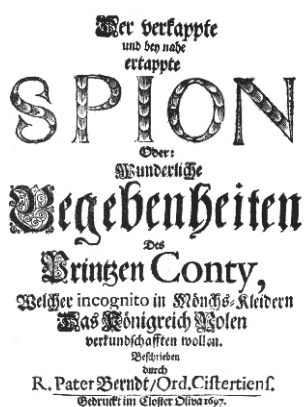 Der verkappte
und bey nahe
ertappte
SPION
Oder:
Wunderliche
Begebenheiten
Des
Printzen Conty,
Welcher incognito in Mönchs-Kleidern
Das Königreich Polen
verkundschafften wollen.
Beschrieben
durch
R. Pater Berndt/Ord. Cistertiens.
Gedruckt im Closter Oliva 1697.